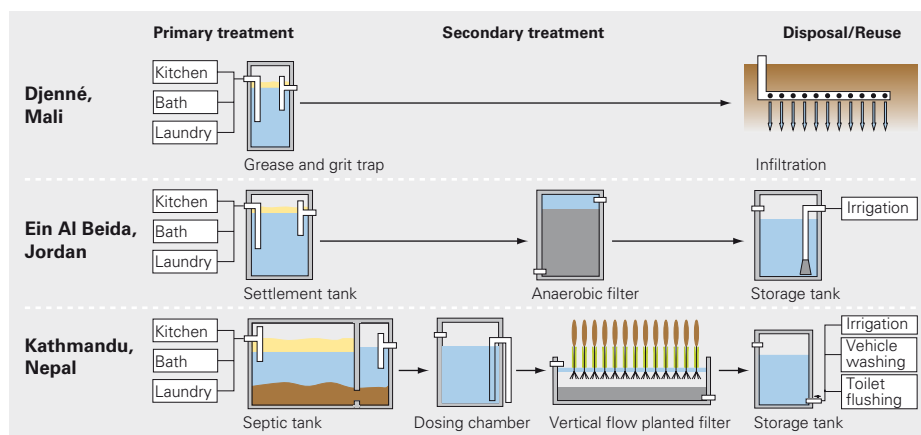 Primary treatment
Secondary treatment
Disposal/Reuse
Djenné,
Mali
Kitchen
Bath
Laundry
Grease and grit trap
Infiltration
Ein Al Beida,
Jordan
Kitchen
Bath
Laundry
Settlement tank
Anaerobic filter
Storage tank
Irrigation
Kathmandu,
Nepal
Kitchen
Bath
Laundry
Septic tank
Dosing chamber
Vertical flow planted filter
Storage tank
Irrigation
Vehicle
washing
Toilet
flushing